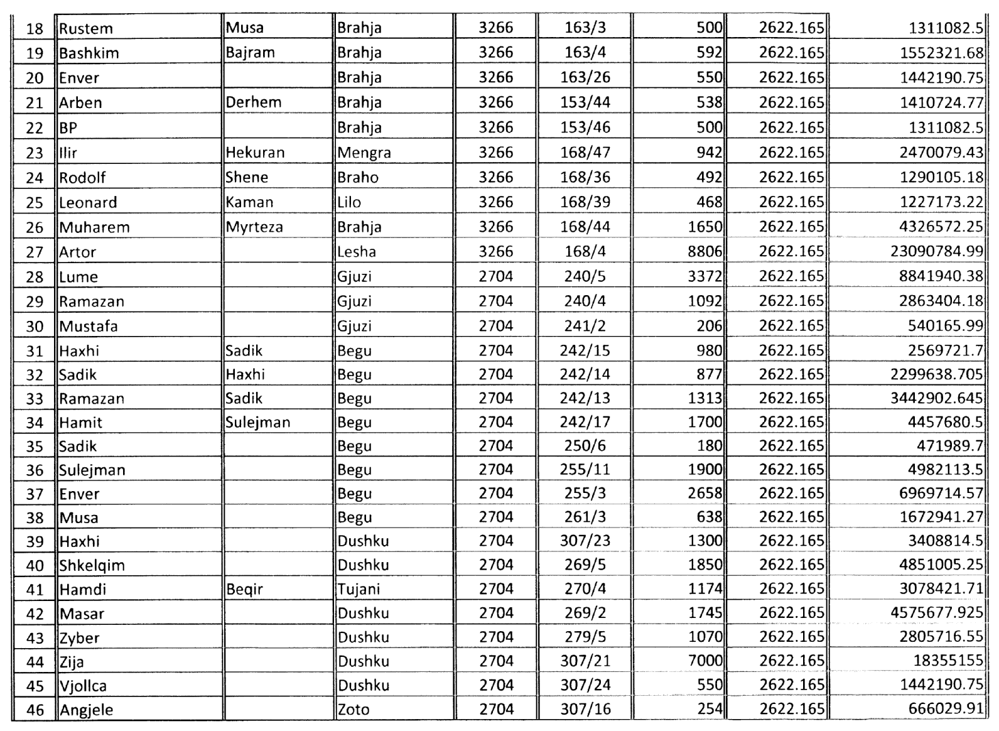 18 Rustem Musa Brahja 3266 163/3 500 2622.165 1311082.5
19 Bashkim Bajram Brahja 3266 163/4 592 2622.165 1552321.68
20 Enver Brahja 3266 163/26 550 2622.165 1442190.75
21 Arben Derhem Brahja 3266 153/44 538 2622.165 1410724.77
22 BP Brahja 3266 153/46 500 2622.165 1311082.5
23 Ilir Hekuran Mengra 3266 168/47 942 2622.165 2470079.43
24 Rodolf Shene Braho 3266 168/36 492 2622.165 1290105.18
25 Leonard Kaman Lilo 3266 168/39 468 2622.165 1227173.22
26 Muharem Myrteza Brahja 3266 168/44 1650 2622.165 4326572.25
27 Artor Lesha 3266 168/4 8806 2622.165 23090784.99
28 Lume Gjuzi 2704 240/5 3372 2622.165 8841940.38
29 Ramazan Gjuzi 2704 240/4 1092 2622.165 2863404.18
30 Mustafa Gjuzi 2704 241/2 206 2622.165 540165.99
31 Haxhi Sadik Begu 2704 242/15 980 2622.165 2569721.7
32 Sadik Haxhi Begu 2704 242/14 877 2622.165 2299638.705
33 Ramazan Sadik Begu 2704 242/13 1313 2622.165 3442902.645
34 Hamit Sulejman Begu 2704 242/17 1700 2622.165 4457680.5
35 Sadik Begu 2704 250/6 180 2622.165 471989.7
36 Sulejman Begu 2704 255/11 1900 2622.165 4982113.5
37 Enver Begu 2704 255/3 2658 2622.165 6969714.57
38 Musa Begu 2704 261/3 638 2622.165 1672941.27
39 Haxhi Dushku 2704 307/23 1300 2622.165 3408814.5
40 Shkelqim Dushku 2704 269/5 1850 2622.165 4851005.25
41 Hamdi Beqir Tujani 2704 270/4 1174 2622.165 3078421.71
42 Masar Dushku 2704 269/2 1745 2622.165 4575677.925
43 Zyber Dushku 2704 279/5 1070 2622.165 2805716.55
44 Zija Dushku 2704 307/21 7000 2622.165 18355155
45 Vjollca Dushku 2704 307/24 550 2622.165 1442190.75
46 Angjele Zoto 2704 307/16 254 2622.165 666029.91